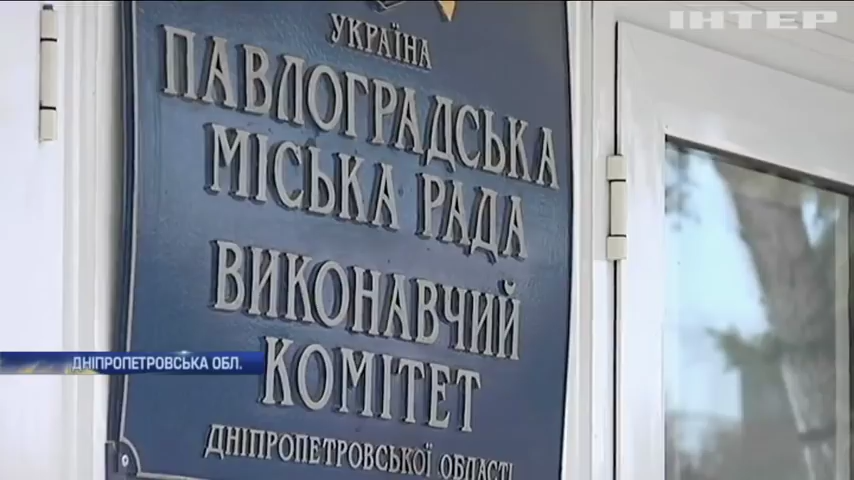 ІНТЕР
УКРАЇНА
ПАВЛОГРАДСЬКА
МІСЬКА РАДА
ВИКОНАВЧИЙ
КОМІТЕТ
ДНІПРОПЕТРОВСЬКОЇ ОБЛАСТІ
ДНІПРОПЕТРОВСЬКА ОБЛ.